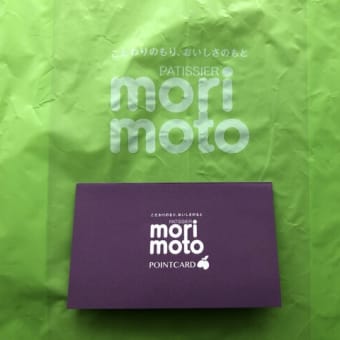 こだわりのもり、おいしさのもと
PATISSIER
mori
moto
こだわりのもり、おいしさのもと
PATISSIER
mori
moto
POINTCARD